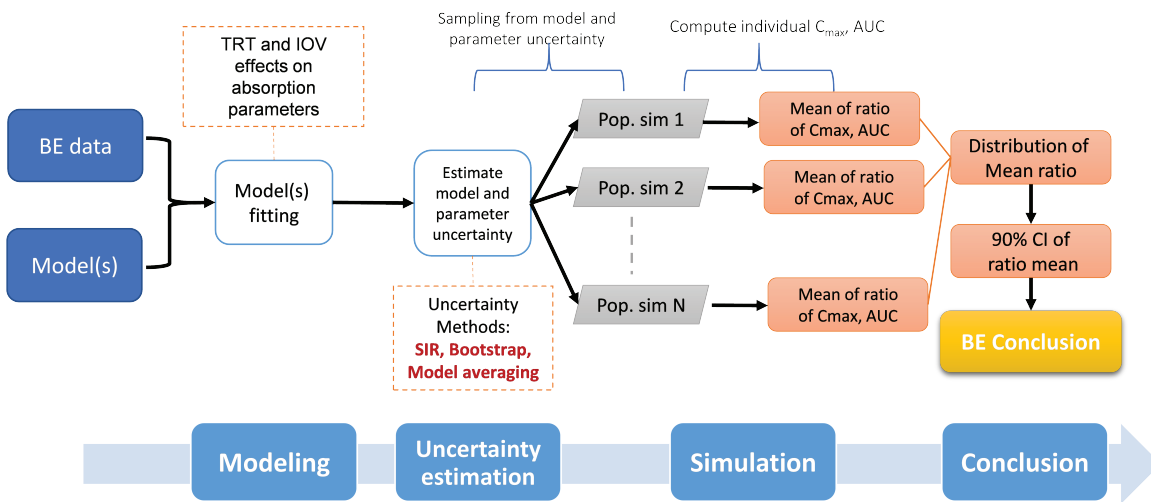 Sampling from model and
parameter uncertainty
Compute individual Cmax, AUC
TRT and IOV
effects on
absorption
parameters
BE data
Model(s)
Model(s)
fitting
Estimate
model and
parameter
uncertainty
Uncertainty
Methods:
SIR, Bootstrap,
Model averaging
Pop. sim 1
Pop. sim 2
Pop. sim N
Mean of ratio
of Cmax, AUC
Mean of ratio
of Cmax, AUC
Mean of ratio
of Cmax, AUC
Distribution of
Mean ratio
90% CI of
ratio mean
BE Conclusion
Modeling
Uncertainty
estimation
Simulation
Conclusion